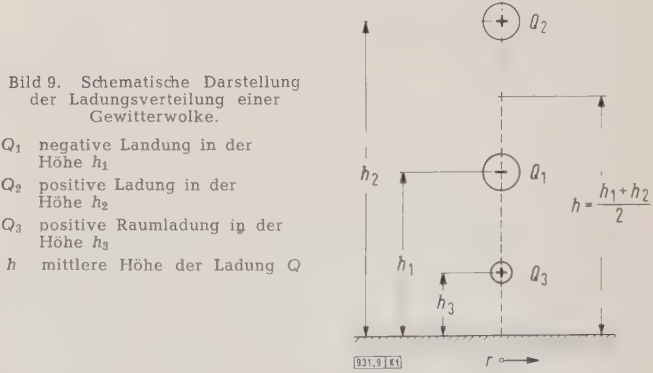 Bild 9. Schematische Darstellung
der Ladungsverteilung einer
Gewitterwolke.
Q₁ negative Landung in der
Höhe h₁
Q₂ positive Ladung in der
Höhe h₂
Q₃ positive Raumladung in der
Höhe h₃
h mittlere Höhe der Ladung Q
+ Q₂
h₂
− Q₁
h = (h₁+h₂)/2
h₁
+ Q₃
h₃
931.9 K1
r